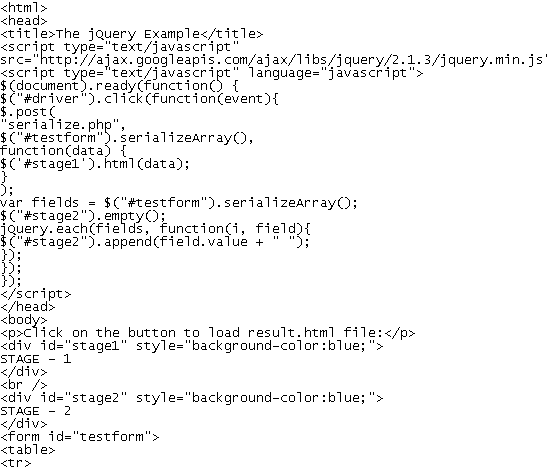 <html>
<head>
<title>The jQuery Example</title>
<script type="text/javascript"
src="http://ajax.googleapis.com/ajax/libs/jquery/2.1.3/jquery.min.js'
<script type="text/javascript" language="javascript">
$(document).ready(function() {
$("#driver").click(function(event){
$.post(
"serialize.php",
$("#testform").serializeArray(),
function(data) {
$('#stage1').html(data);
}
);
var fields = $("#testform").serializeArray();
$("#stage2").empty();
jQuery.each(fields, function(i, field){
$("#stage2").append(field.value + " ");
});
});
});
</script>
</head>
<body>
<p>Click on the button to load result.html file:</p>
<div id="stage1" style="background-color:blue;">
STAGE - 1
</div>
<br />
<div id="stage2" style="background-color:blue;">
STAGE - 2
</div>
<form id="testform">
<table>
<tr>